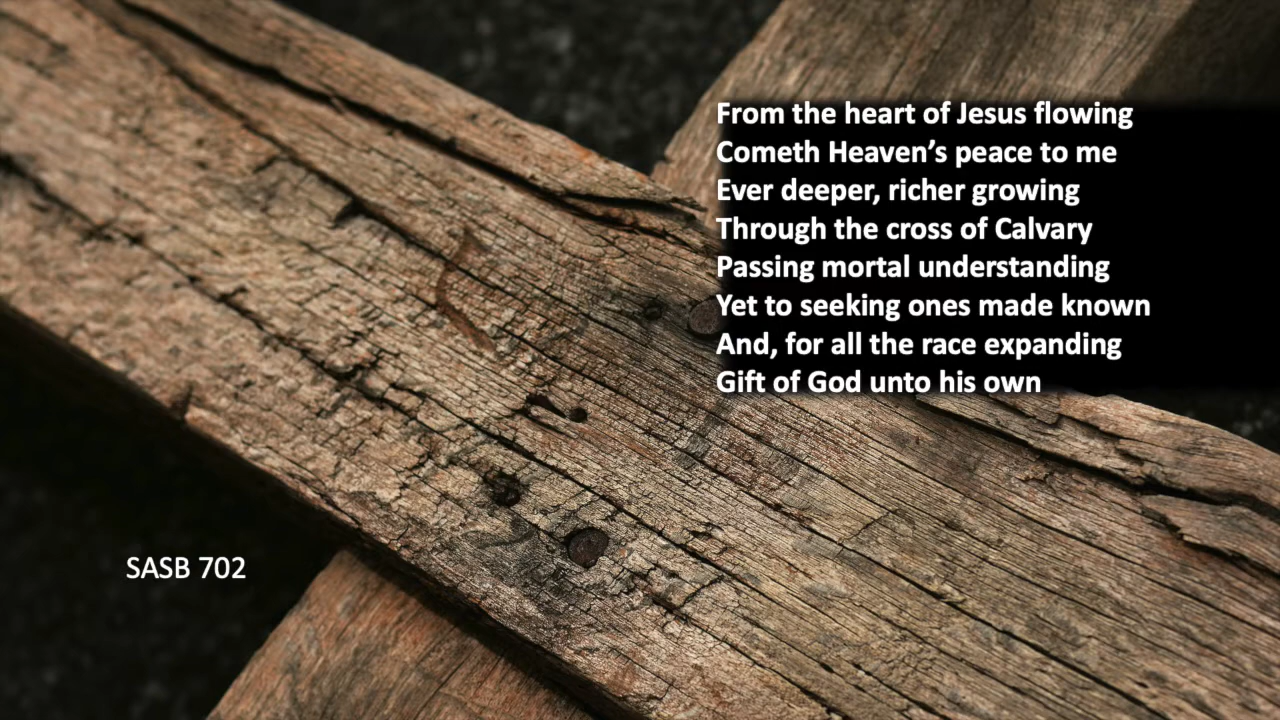 From the heart of Jesus flowing
Cometh Heaven’s peace to me
Ever deeper, richer growing
Through the cross of Calvary
Passing mortal understanding
Yet to seeking ones made known
And, for all the race expanding
Gift of God unto his own
SASB 702